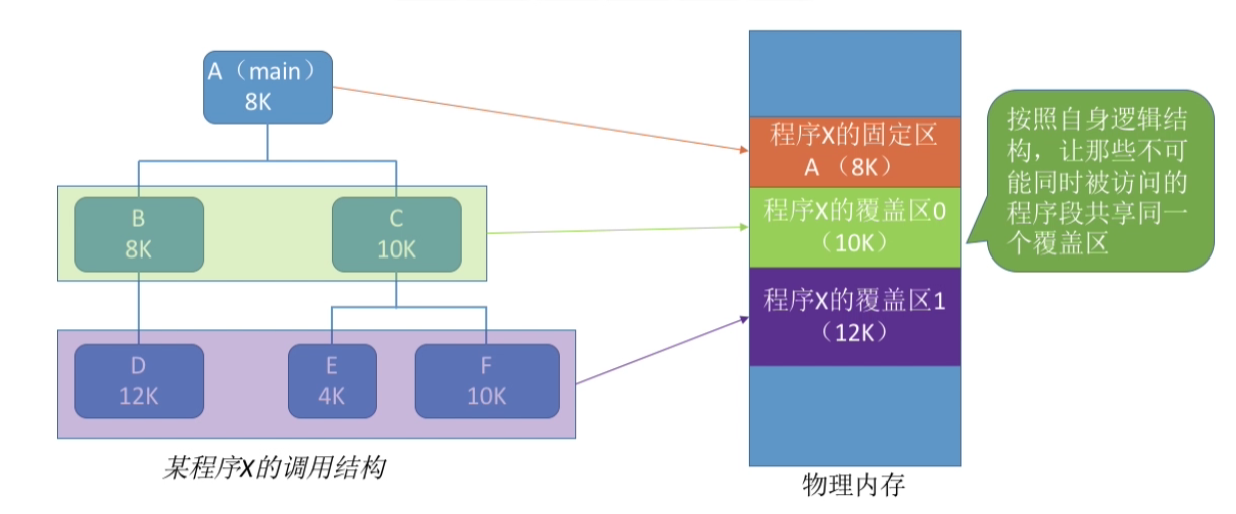 A（main）
8K
B
8K
C
10K
D
12K
E
4K
F
10K
某程序X的调用结构
程序X的固定区
A （8K）
程序X的覆盖区0
（10K）
程序X的覆盖区1
（12K）
物理内存
按照自身逻辑结
构，让那些不可
能同时被访问的
程序段共享同一
个覆盖区